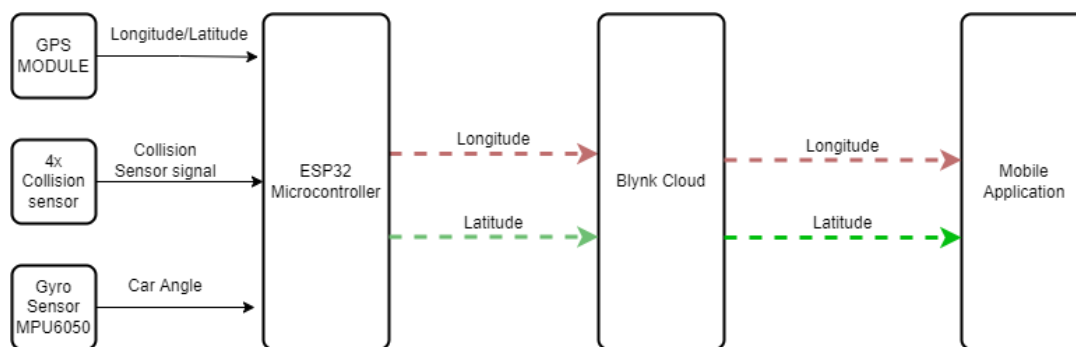 GPS
MODULE
Longitude/Latitude
4x
Collision
sensor
Collision
Sensor signal
Gyro
Sensor
MPU6050
Car Angle
ESP32
Microcontroller
Longitude
Latitude
Blynk Cloud
Longitude
Latitude
Mobile
Application